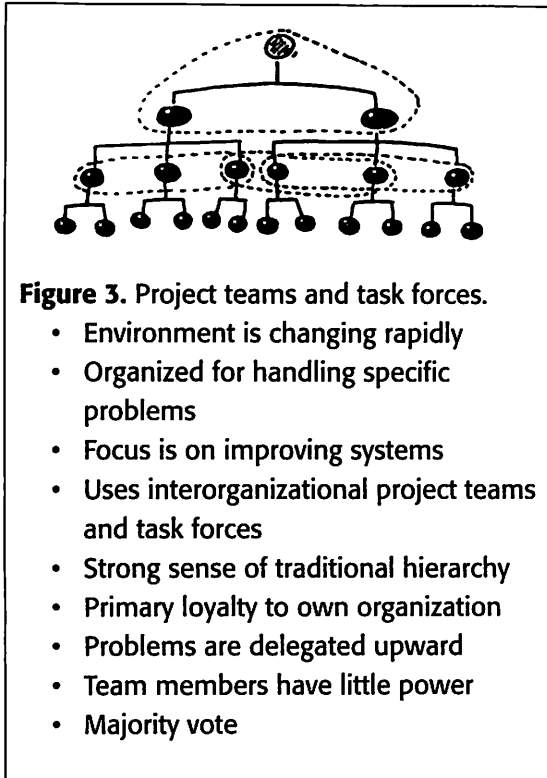 Figure 3. Project teams and task forces.
• Environment is changing rapidly
• Organized for handling specific
problems
• Focus is on improving systems
• Uses interorganizational project teams
and task forces
• Strong sense of traditional hierarchy
• Primary loyalty to own organization
• Problems are delegated upward
• Team members have little power
• Majority vote